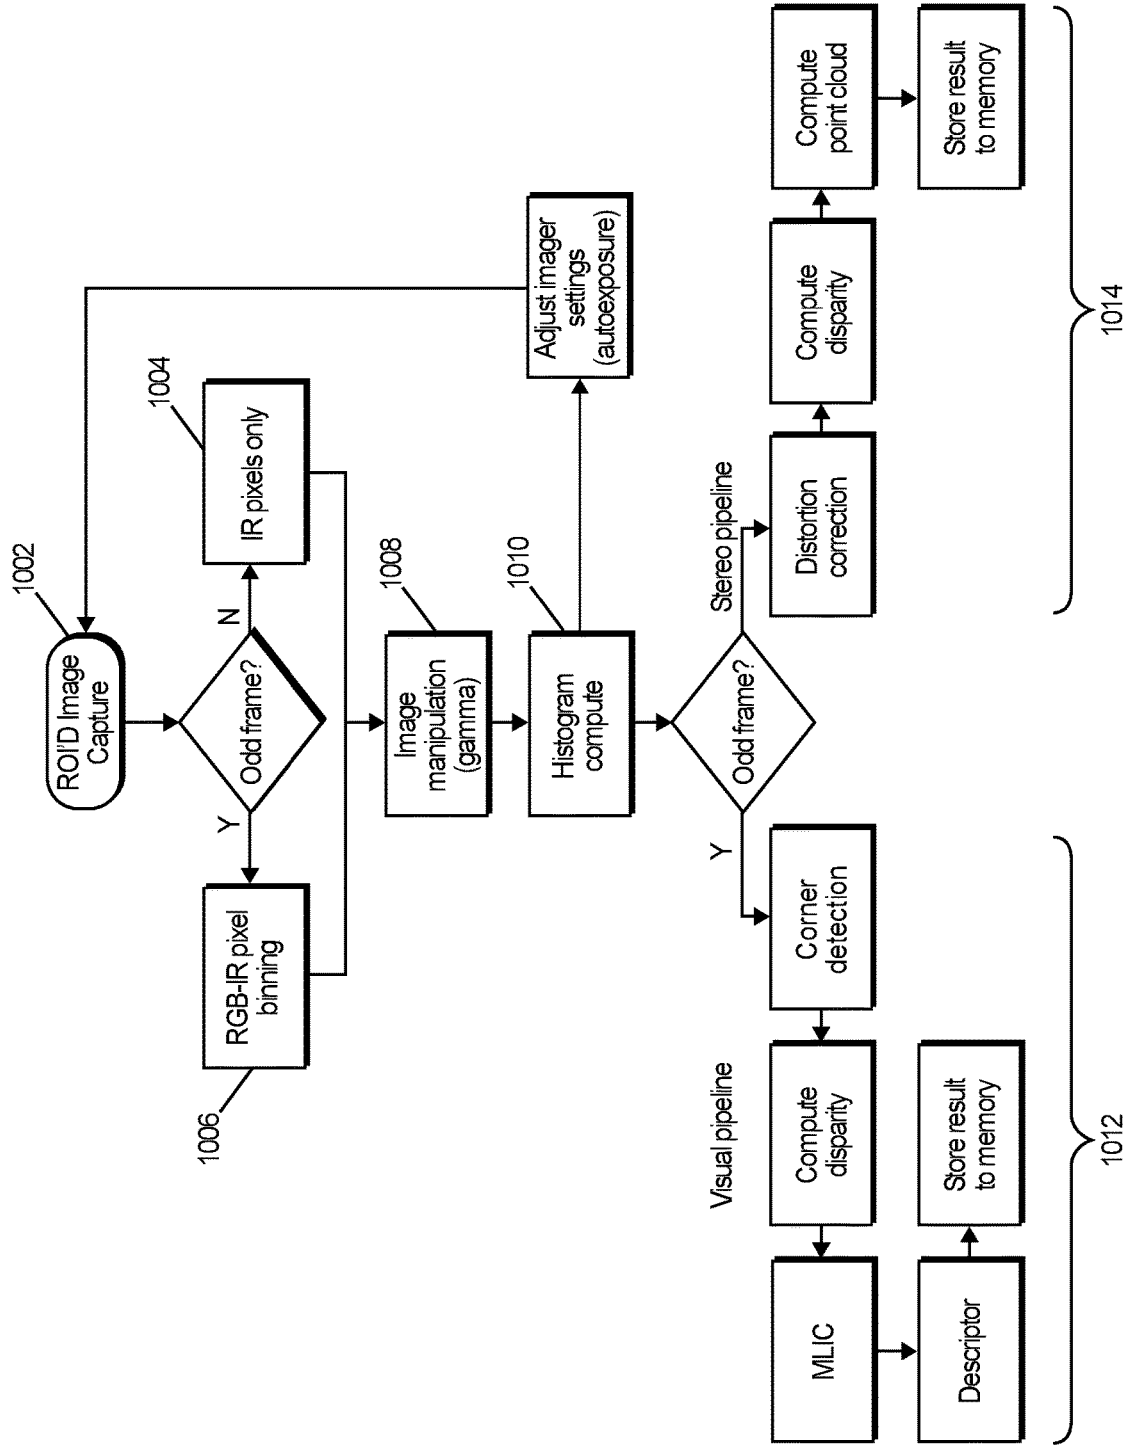 1002
ROI'D Image
Capture
Odd frame?
Y
N
1004
IR pixels only
1006
RGB-IR pixel
binning
1008
Image
manipulation
(gamma)
1010
Histogram
compute
Adjust imager
settings
(autoexposure)
Odd frame?
Y
Visual pipeline
Corner
detection
Compute
disparity
MLIC
Descriptor
Store result
to memory
1012
Stereo pipeline
Distortion
correction
Compute
disparity
Compute
point cloud
Store result
to memory
1014